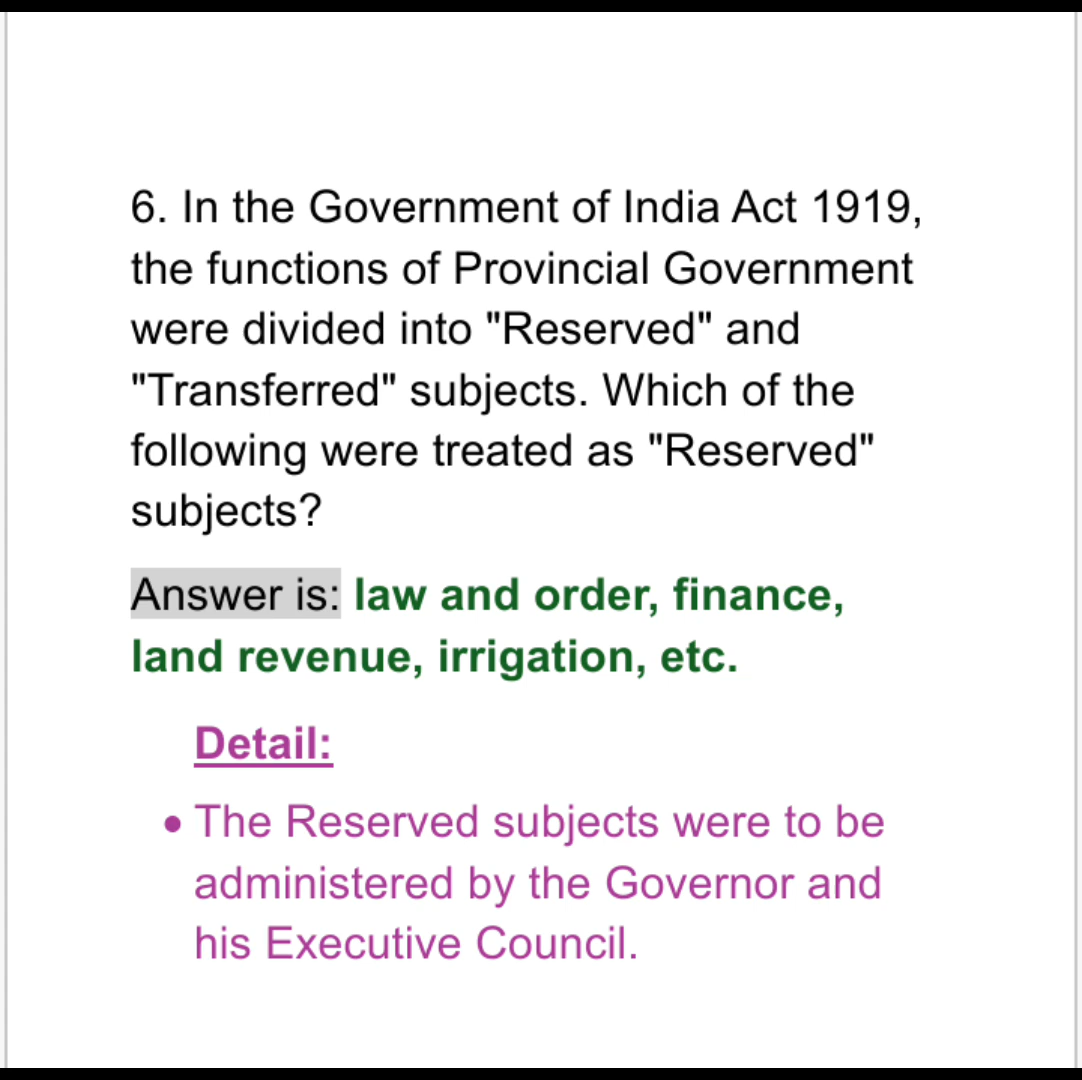 6. In the Government of India Act 1919,
the functions of Provincial Government
were divided into "Reserved" and
"Transferred" subjects. Which of the
following were treated as "Reserved"
subjects?
Answer is: law and order, finance,
land revenue, irrigation, etc.
Detail:
• The Reserved subjects were to be
administered by the Governor and
his Executive Council.